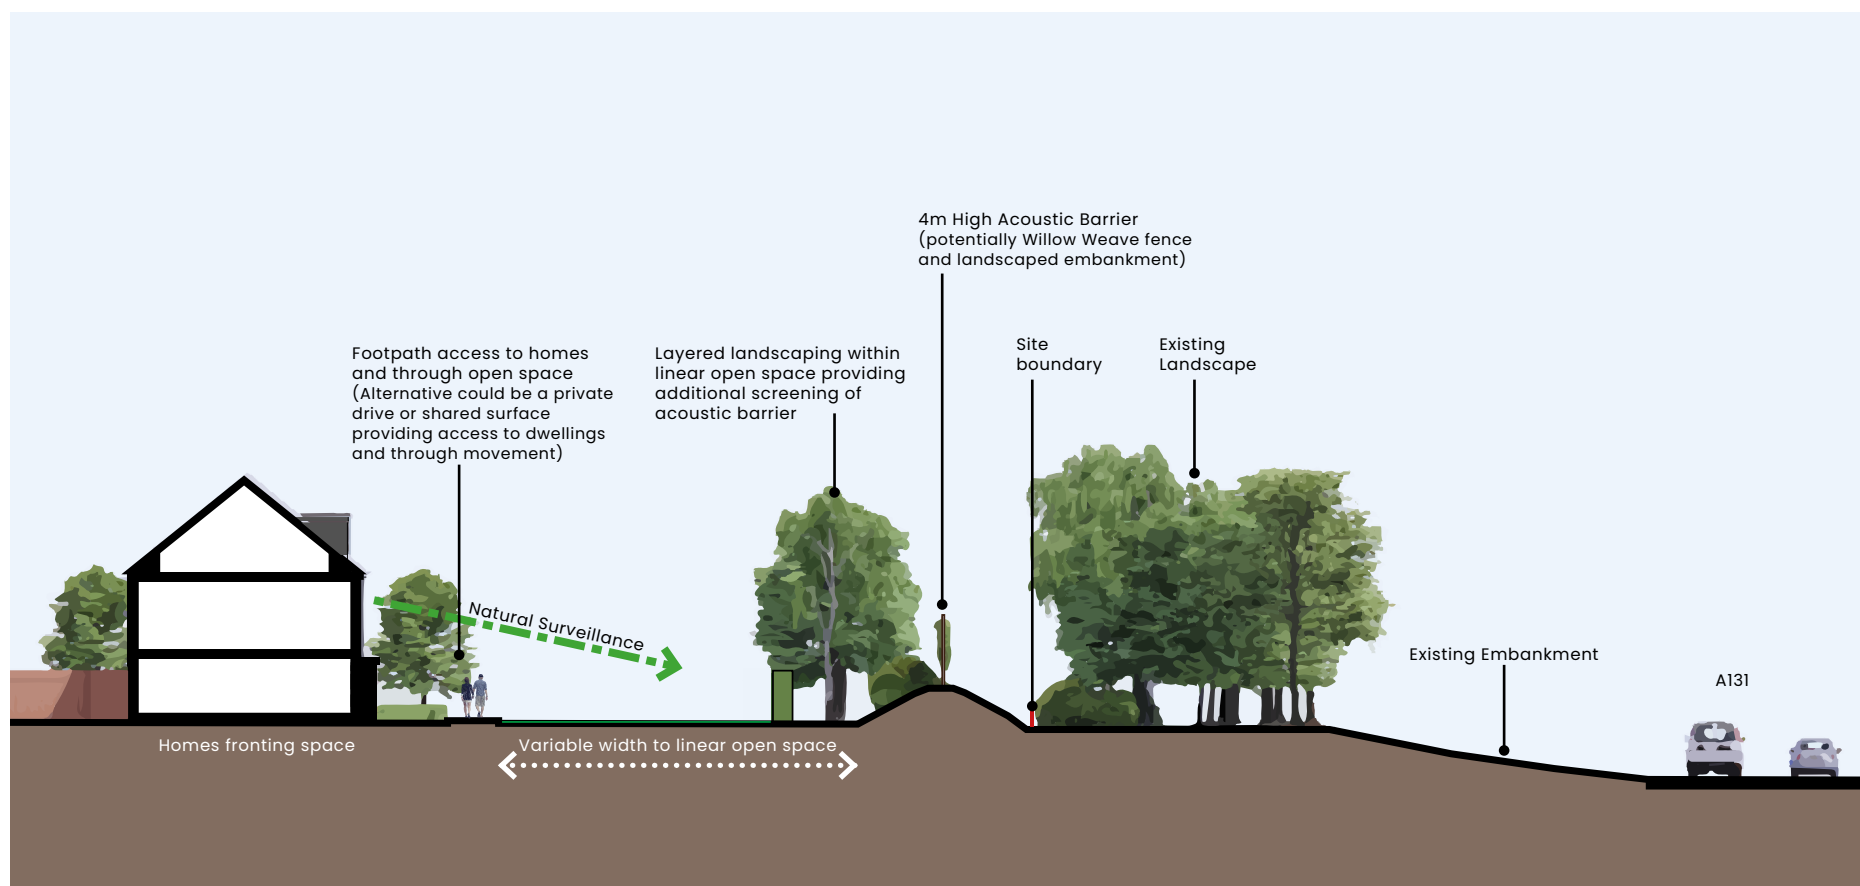 4m High Acoustic Barrier
(potentially Willow Weave fence
and landscaped embankment)
Footpath access to homes
and through open space
(Alternative could be a private
drive or shared surface
providing access to dwellings
and through movement)
Layered landscaping within
linear open space providing
additional screening of
acoustic barrier
Site
boundary
Existing
Landscape
Natural Surveillance
Existing Embankment
A131
Homes fronting space
Variable width to linear open space